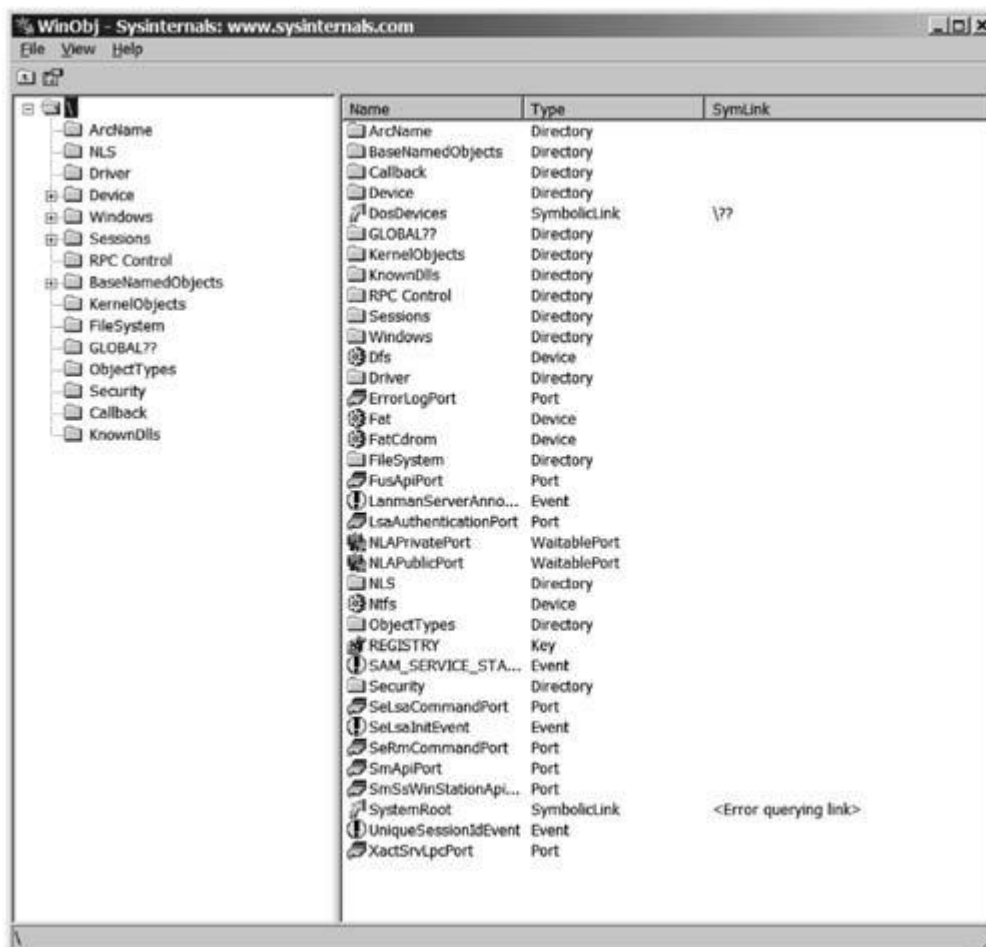 WinObj - Sysinternals: www.sysinternals.com
File View Help
\
ArcName
NLS
Driver
Device
Windows
Sessions
RPC Control
BaseNamedObjects
KernelObjects
FileSystem
GLOBAL??
ObjectTypes
Security
Callback
KnownDlls
Name Type SymLink
ArcName Directory
BaseNamedObjects Directory
Callback Directory
Device Directory
DosDevices SymbolicLink \??
GLOBAL?? Directory
KernelObjects Directory
KnownDlls Directory
RPC Control Directory
Sessions Directory
Windows Directory
Dfs Device
Driver Directory
ErrorLogPort Port
Fat Device
FatCdrom Device
FileSystem Directory
FusApiPort Port
LanmanServerAnno... Event
LsaAuthenticationPort Port
NLAPrivatePort WaitablePort
NLAPublicPort WaitablePort
NLS Directory
Ntfs Device
ObjectTypes Directory
REGISTRY Key
SAM_SERVICE_STA... Event
Security Directory
SeLsaCommandPort Port
SeLsaInitEvent Event
SeRmCommandPort Port
SmApiPort Port
SmSsWinStationApi... Port
SystemRoot SymbolicLink <Error querying link>
UniqueSessionIdEvent Event
XactSrvLpcPort Port
\